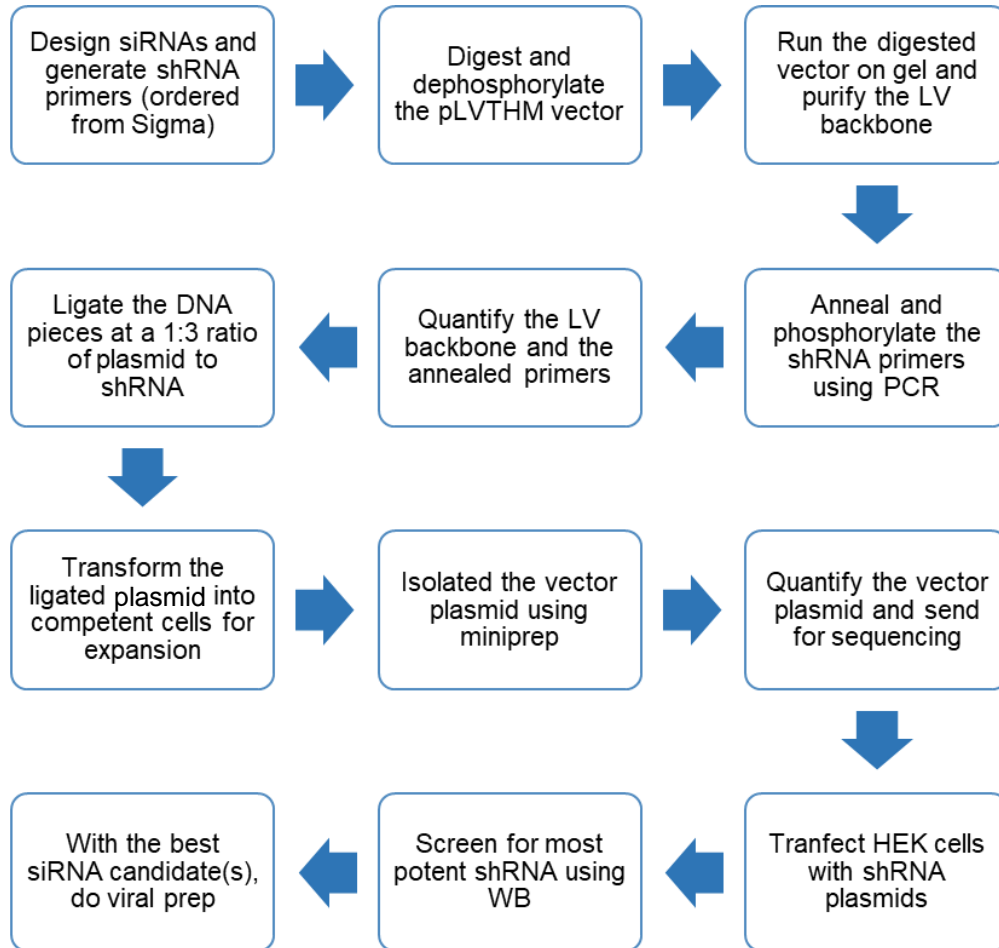 Design siRNAs and
generate shRNA
primers (ordered
from Sigma)
Digest and
dephosphorylate
the pLVTHM vector
Run the digested
vector on gel and
purify the LV
backbone
Anneal and
phosphorylate the
shRNA primers
using PCR
Quantify the LV
backbone and the
annealed primers
Ligate the DNA
pieces at a 1:3 ratio
of plasmid to
shRNA
Transform the
ligated plasmid into
competent cells for
expansion
Isolated the vector
plasmid using
miniprep
Quantify the vector
plasmid and send
for sequencing
Tranfect HEK cells
with shRNA
plasmids
Screen for most
potent shRNA using
WB
With the best
siRNA candidate(s),
do viral prep